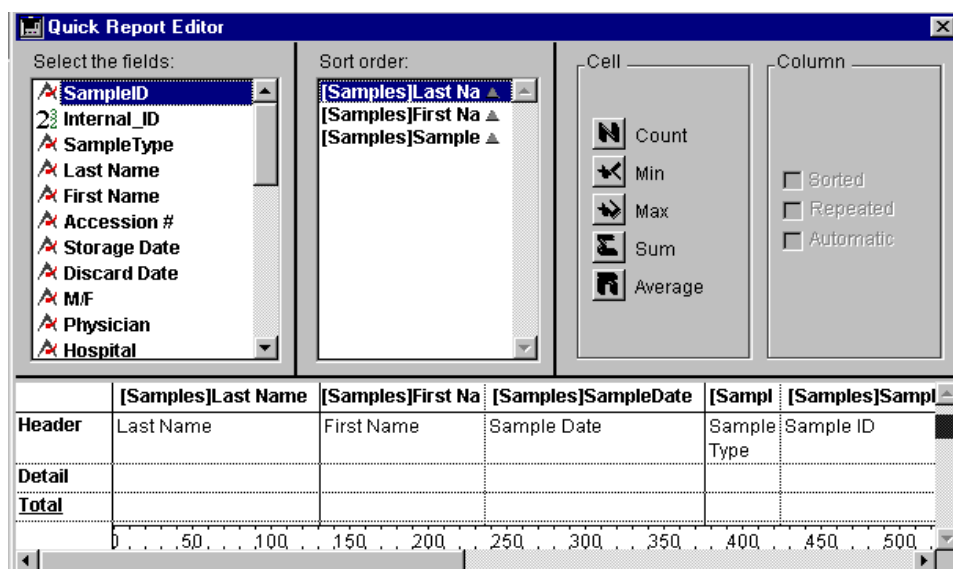 Quick Report Editor
Select the fields:
SampleID
Internal_ID
SampleType
Last Name
First Name
Accession #
Storage Date
Discard Date
M/F
Physician
Hospital
Sort order:
[Samples]Last Na
[Samples]First Na
[Samples]Sample
Cell
Count
Min
Max
Sum
Average
Column
Sorted
Repeated
Automatic
[Samples]Last Name [Samples]First Na [Samples]SampleDate [Sampl [Samples]Sampl
Header Last Name First Name Sample Date Sample Type Sample ID
Detail
Total
0 50 100 150 200 250 300 350 400 450 500